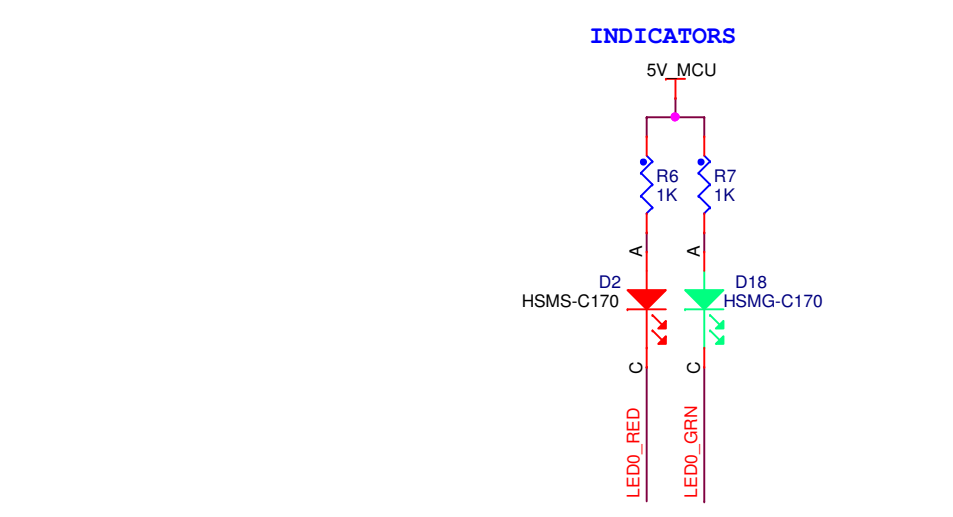 INDICATORS
5V_MCU
R6
1K
R7
1K
A
A
D2
HSMS-C170
D18
HSMG-C170
C
C
LED0_RED
LED0_GRN